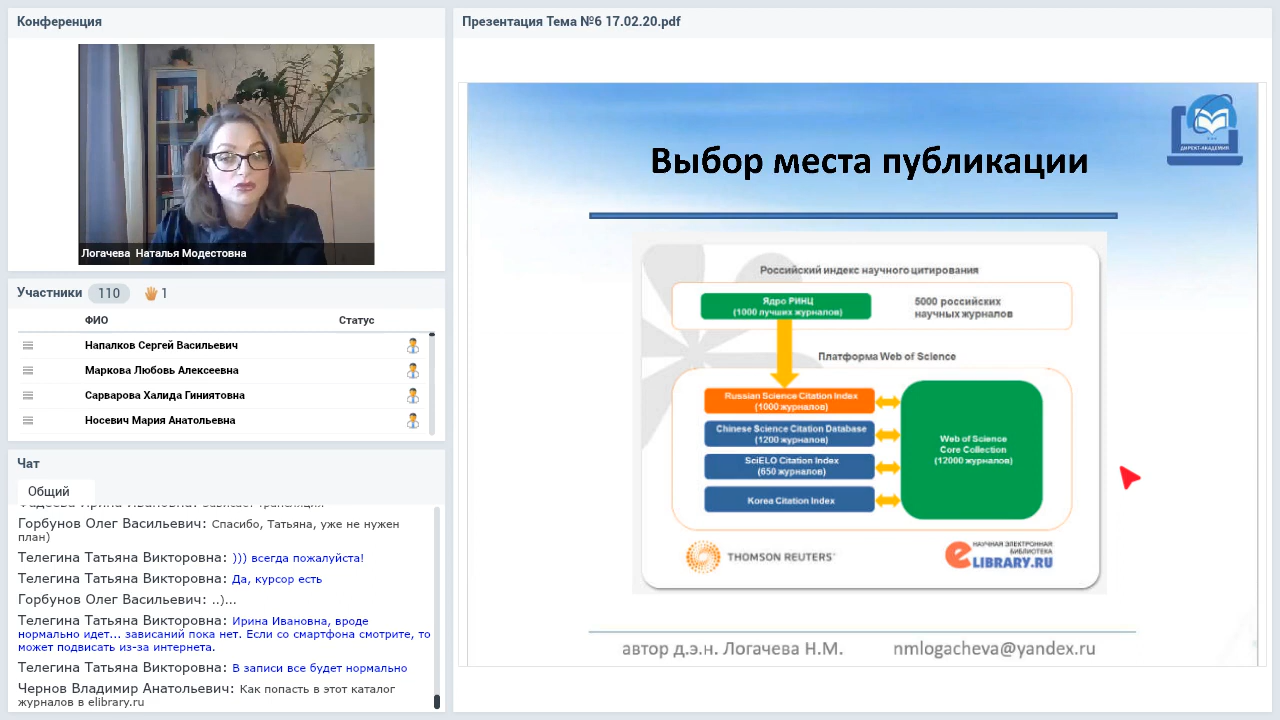 Конференция
Логачева Наталья Модестовна
Участники 110 1
ФИО Статус
Напалков Сергей Васильевич
Маркова Любовь Алексеевна
Сарварова Халида Гиниятовна
Носевич Мария Анатольевна
Чат
Общий
Горбунов Олег Васильевич: Спасибо, Татьяна, уже не нужен
план)
Телегина Татьяна Викторовна: ))) всегда пожалуйста!
Телегина Татьяна Викторовна: Да, курсор есть
Горбунов Олег Васильевич: ..)...
Телегина Татьяна Викторовна: Ирина Ивановна, вроде
нормально идет... зависаний пока нет. Если со смартфона смотрите, то
может подвисать из-за интернета.
Телегина Татьяна Викторовна: В записи все будет нормально
Чернов Владимир Анатольевич: Как попасть в этот каталог
журналов в elibrary.ru
Презентация Тема №6 17.02.20.pdf
ДИРЕКТ-АКАДЕМИЯ
Выбор места публикации
Российский индекс научного цитирования
Ядро РИНЦ
(1000 лучших журналов)
5000 российских
научных журналов
Платформа Web of Science
Russian Science Citation Index
(1000 журналов)
Chinese Science Citation Database
(1200 журналов)
SciELO Citation Index
(650 журналов)
Korea Citation Index
Web of Science
Core Collection
(12000 журналов)
THOMSON REUTERS
НАУЧНАЯ ЭЛЕКТРОННАЯ
БИБЛИОТЕКА
eLIBRARY.RU
автор д.э.н. Логачева Н.М. nmlogacheva@yandex.ru